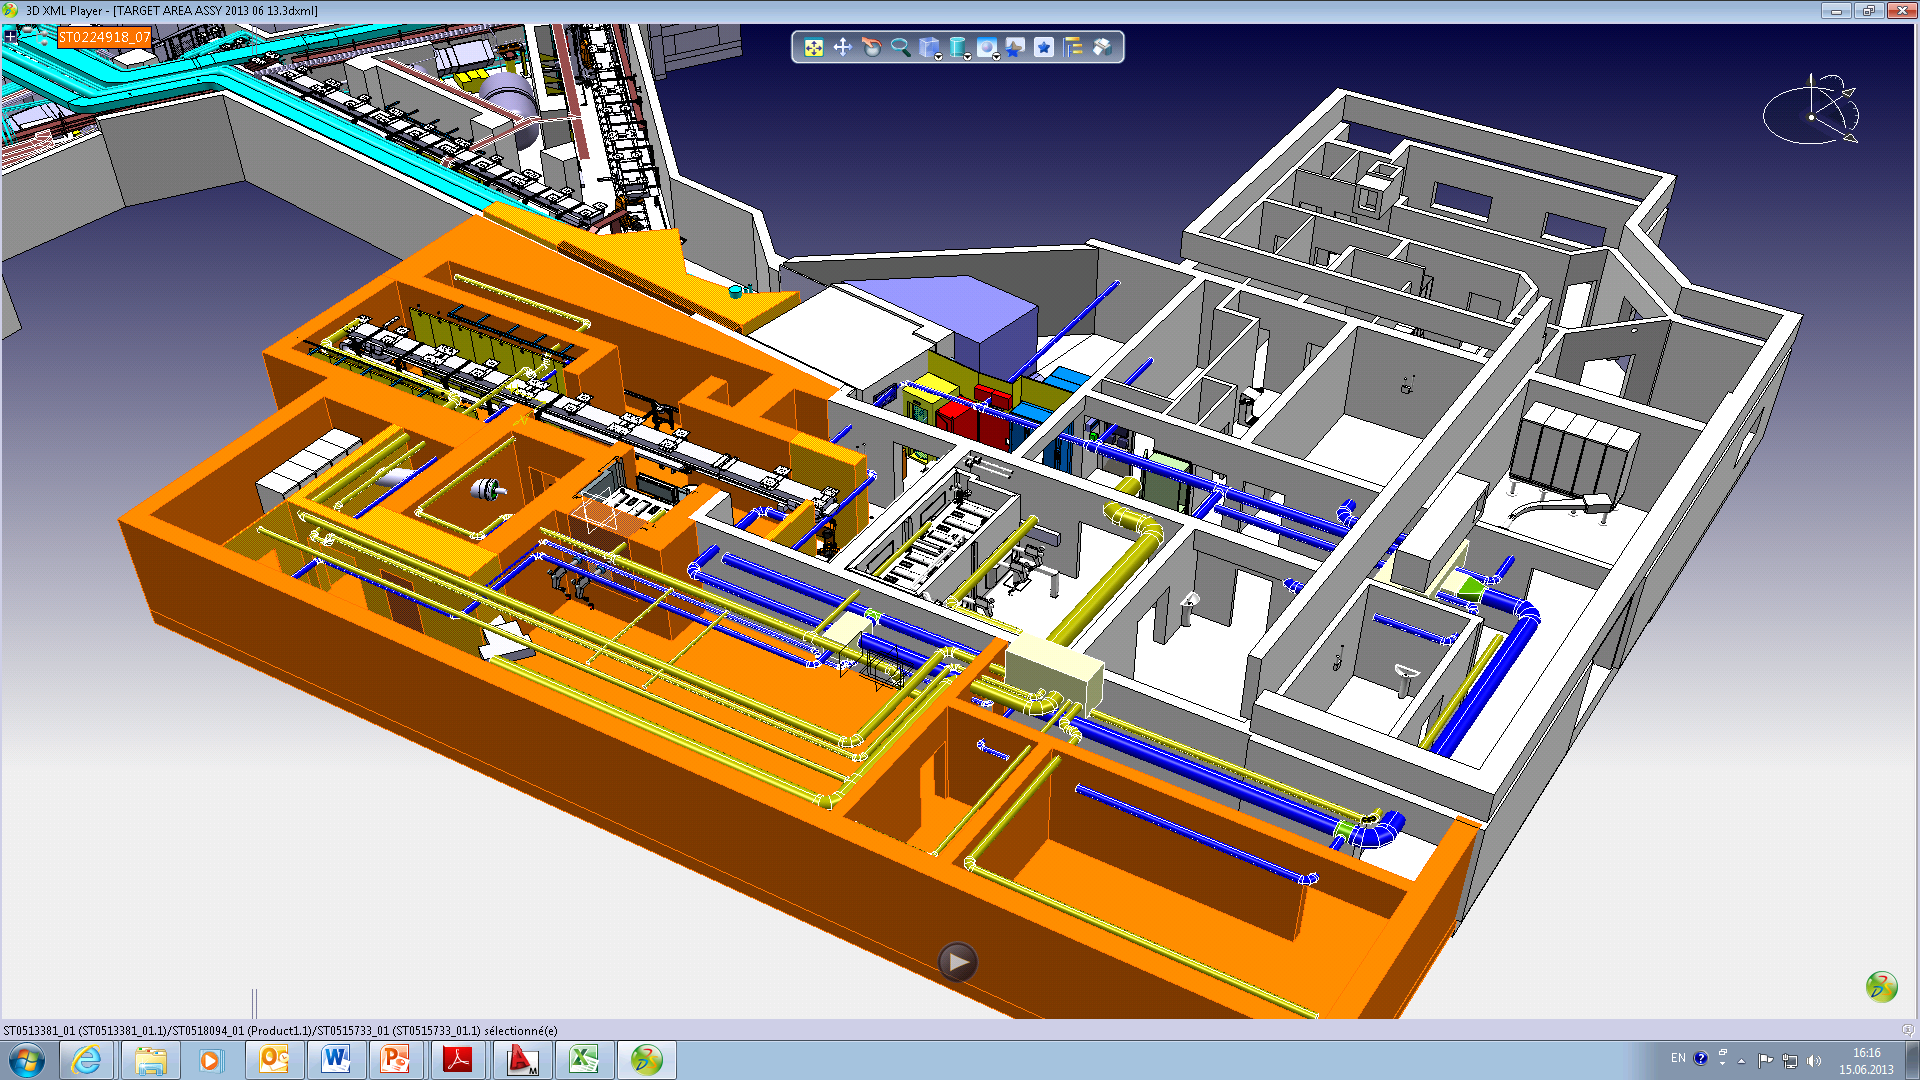 3D XML Player - [TARGET AREA ASSY 2013 06 13.3dxml]
ST0224918_07
ST0513381_01 (ST0513381_01.1)/ST0518094_01 (Product1.1)/ST0515733_01 (ST0515733_01.1) sélectionné(e)
EN
16:16
15.06.2013